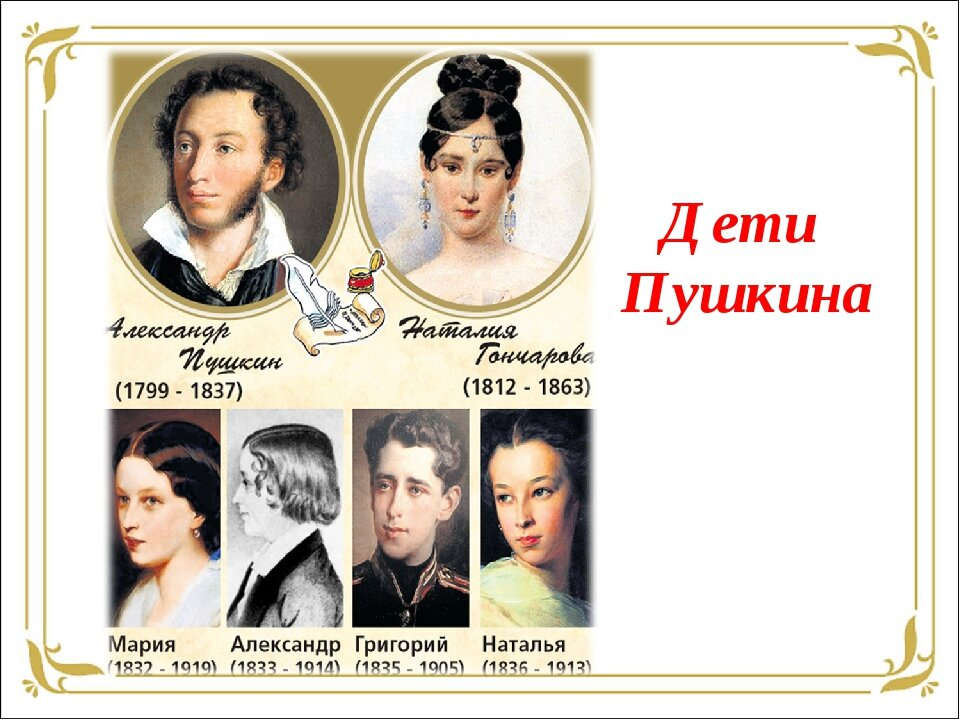 Дети
Пушкина
Александр
Пушкин
(1799 - 1837)
Наталия
Гончарова
(1812 - 1863)
Мария
(1832 - 1919)
Александр
(1833 - 1914)
Григорий
(1835 - 1905)
Наталья
(1836 - 1913)